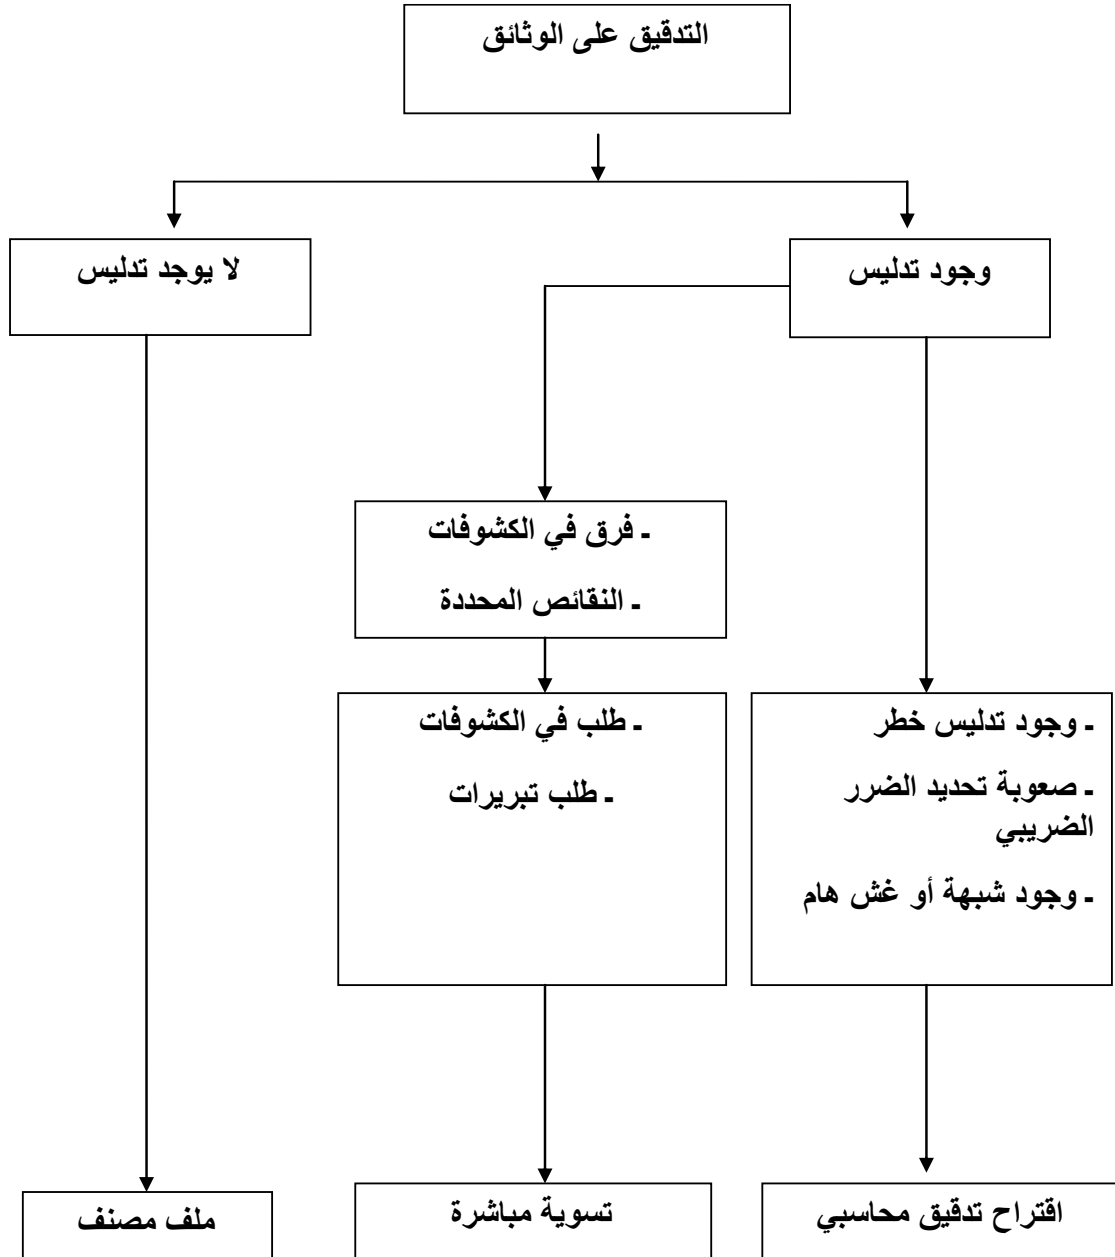 التدقيق على الوثائق
وجود تدليس
لا يوجد تدليس
ـ فرق في الكشوفات
ـ النقائص المحددة
ـ وجود تدليس خطر
ـ صعوبة تحديد الضرر
الضريبي
ـ وجود شبهة أو غش هام
ـ طلب في الكشوفات
ـ طلب تبريرات
اقتراح تدقيق محاسبي
تسوية مباشرة
ملف مصنف